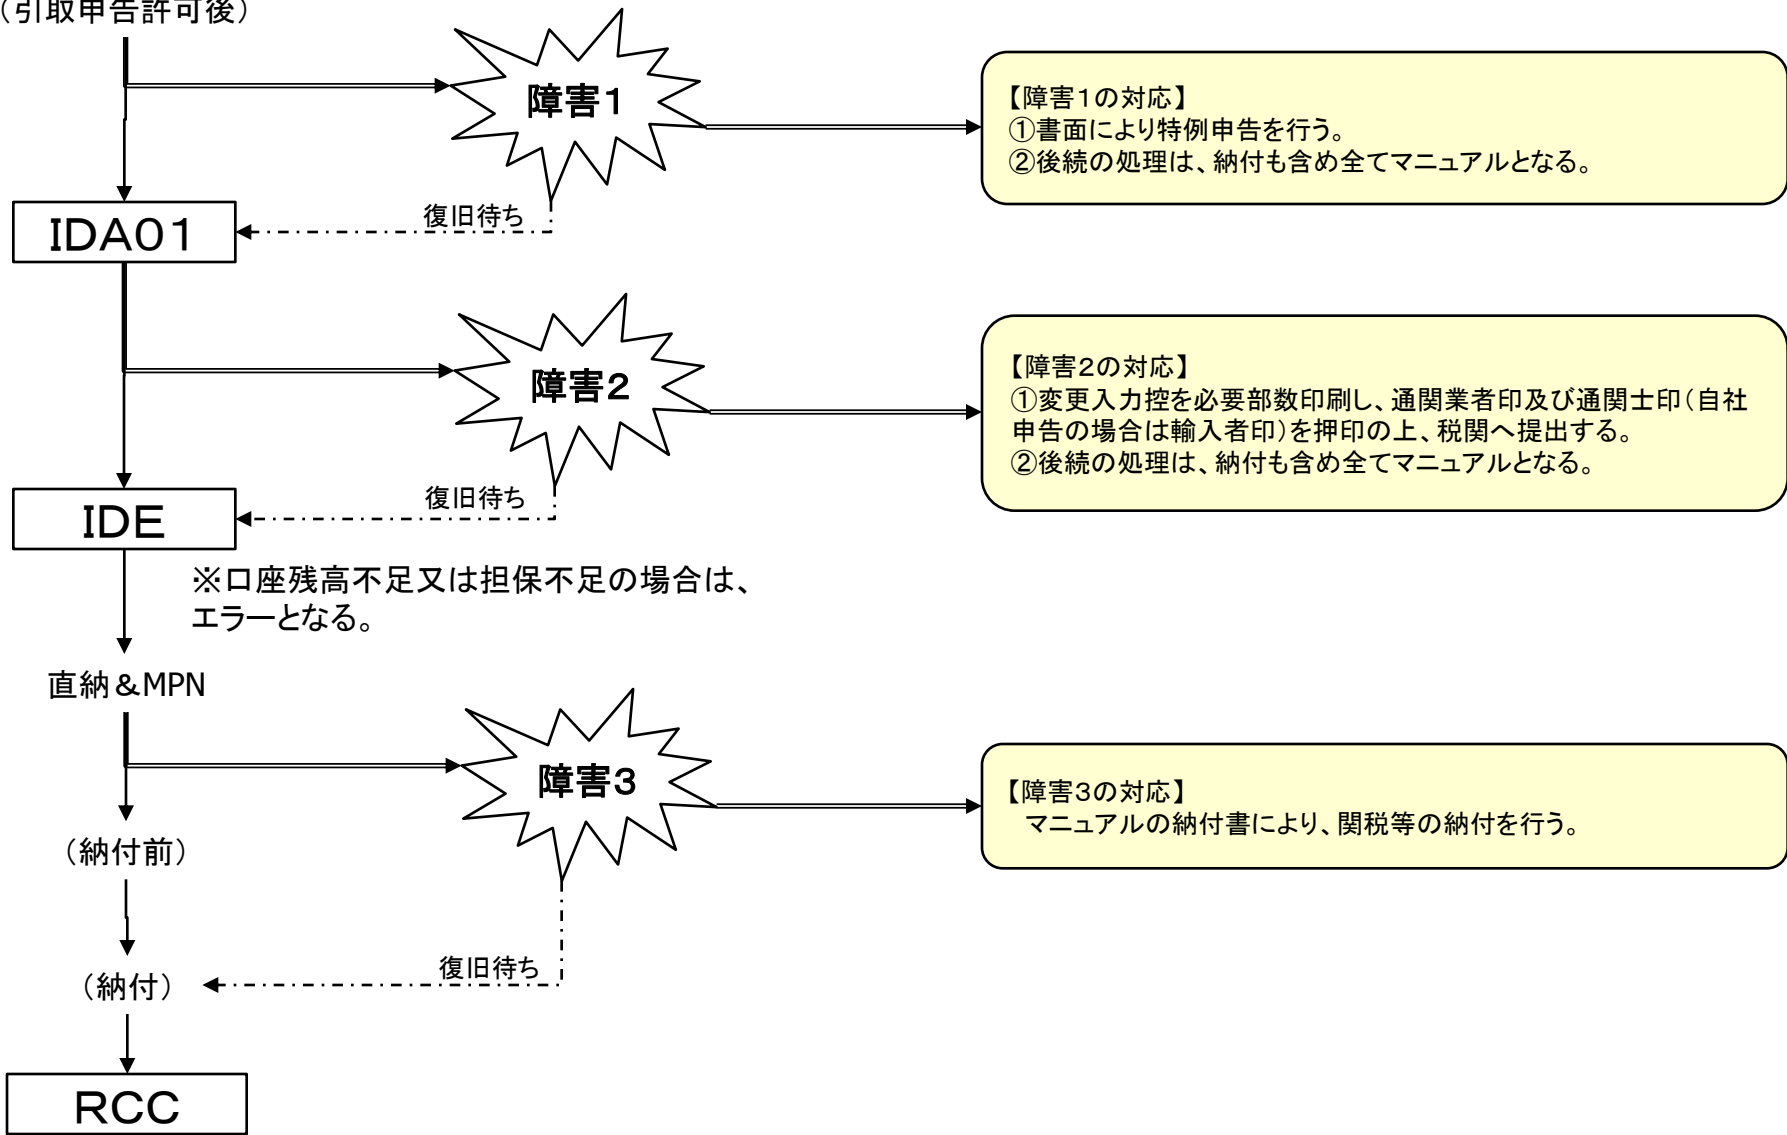 (引取申告許可後)
障害1
【障害1の対応】
①書面により特例申告を行う。
②後続の処理は、納付も含め全てマニュアルとなる。
復旧待ち
IDA01
障害2
【障害2の対応】
①変更入力控を必要部数印刷し、通関業者印及び通関士印(自社
申告の場合は輸入者印)を押印の上、税関へ提出する。
②後続の処理は、納付も含め全てマニュアルとなる。
復旧待ち
IDE
※口座残高不足又は担保不足の場合は、
エラーとなる。
直納&MPN
障害3
【障害3の対応】
マニュアルの納付書により、関税等の納付を行う。
(納付前)
復旧待ち
(納付)
RCC